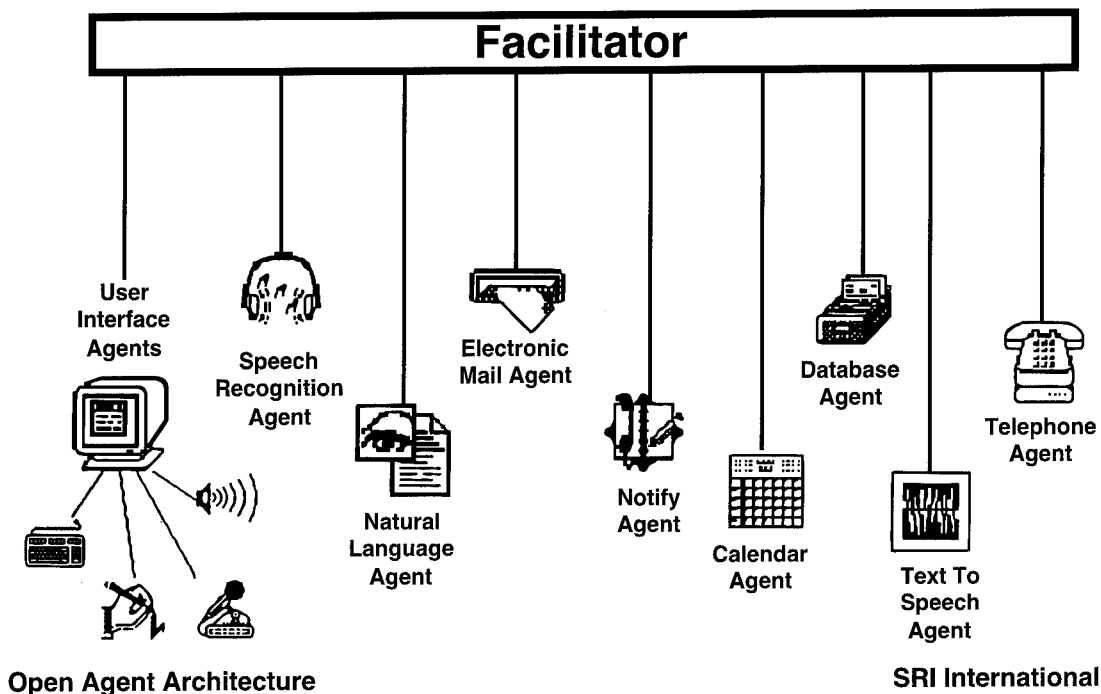 Facilitator
User
Interface
Agents
Speech
Recognition
Agent
Natural
Language
Agent
Electronic
Mail Agent
Notify
Agent
Calendar
Agent
Database
Agent
Text To
Speech
Agent
Telephone
Agent
Open Agent Architecture
SRI International